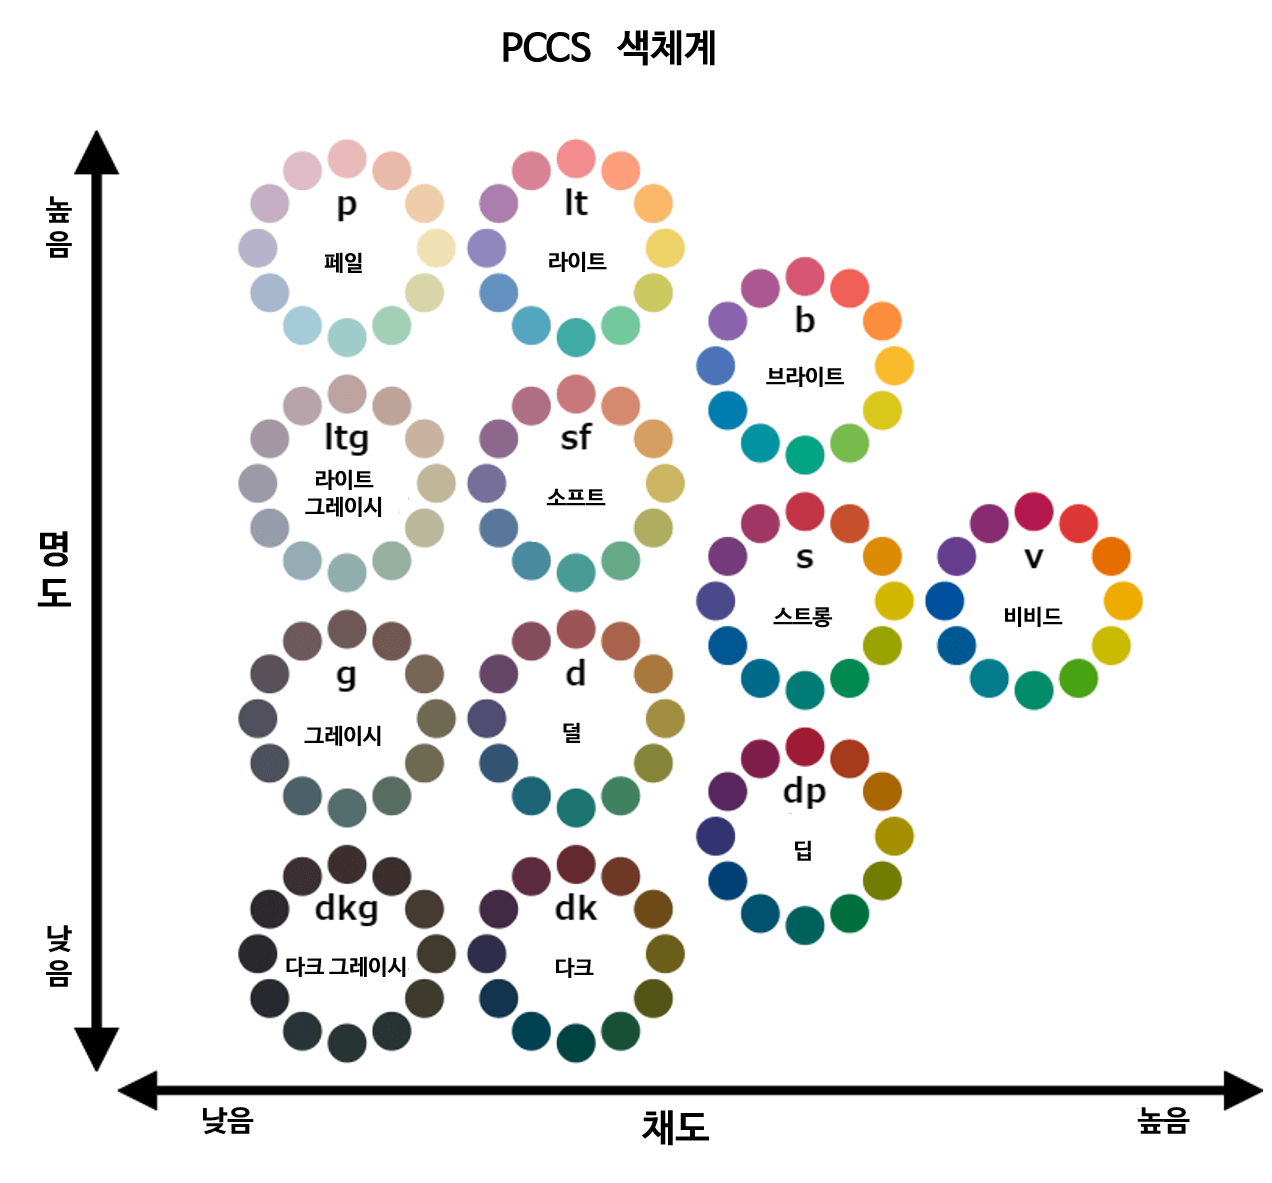 PCCS 색체계
높음
명도
낮음
p
페일
lt
라이트
b
브라이트
ltg
라이트
그레이시
sf
소프트
s
스트롱
v
비비드
g
그레이시
d
덜
dp
딥
dkg
다크 그레이시
dk
다크
낮음
채도
높음